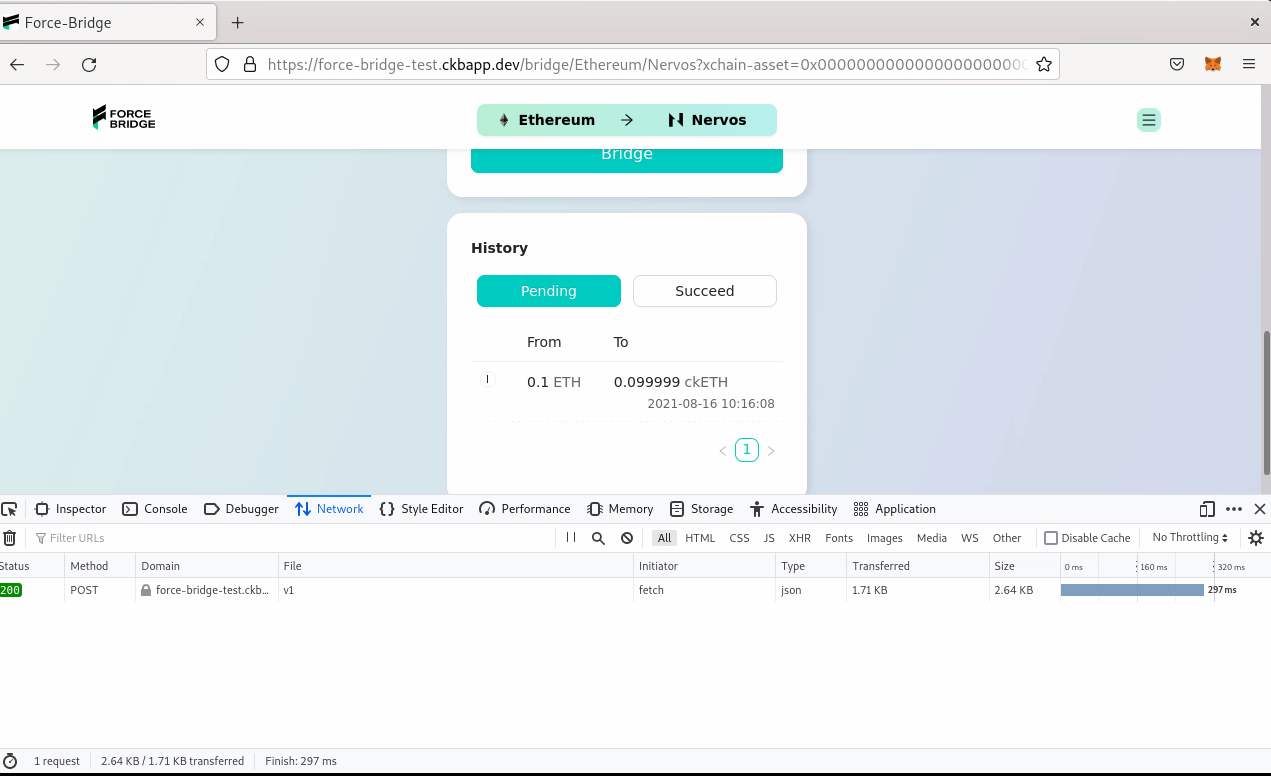 Force-Bridge
https://force-bridge-test.ckbapp.dev/bridge/Ethereum/Nervos?xchain-asset=0x00000000000000000000000
FORCE BRIDGE
Ethereum → Nervos
Bridge
History
Pending Succeed
From To
0.1 ETH 0.099999 ckETH
2021-08-16 10:16:08
< 1 >
Inspector Console Debugger Network Style Editor Performance Memory Storage Accessibility Application
Filter URLs All HTML CSS JS XHR Fonts Images Media WS Other Disable Cache No Throttling
Status Method Domain File Initiator Type Transferred Size 0 ms 160 ms 320 ms
200 POST force-bridge-test.ckb... v1 fetch json 1.71 KB 2.64 KB 297 ms
1 request 2.64 KB / 1.71 KB transferred Finish: 297 ms